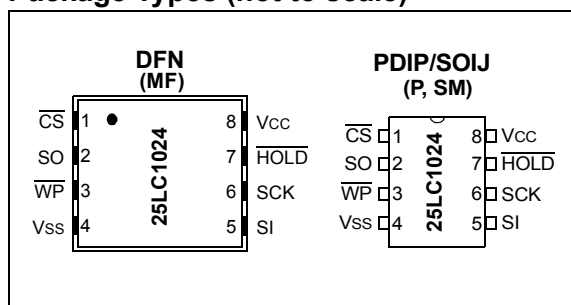 Package Types (not to scale)
DFN
(MF)
CS 1 8 VCC
SO 2 7 HOLD
WP 3 6 SCK
VSS 4 5 SI
25LC1024
PDIP/SOIJ
(P, SM)
CS 1 8 VCC
SO 2 7 HOLD
WP 3 6 SCK
VSS 4 5 SI
25LC1024